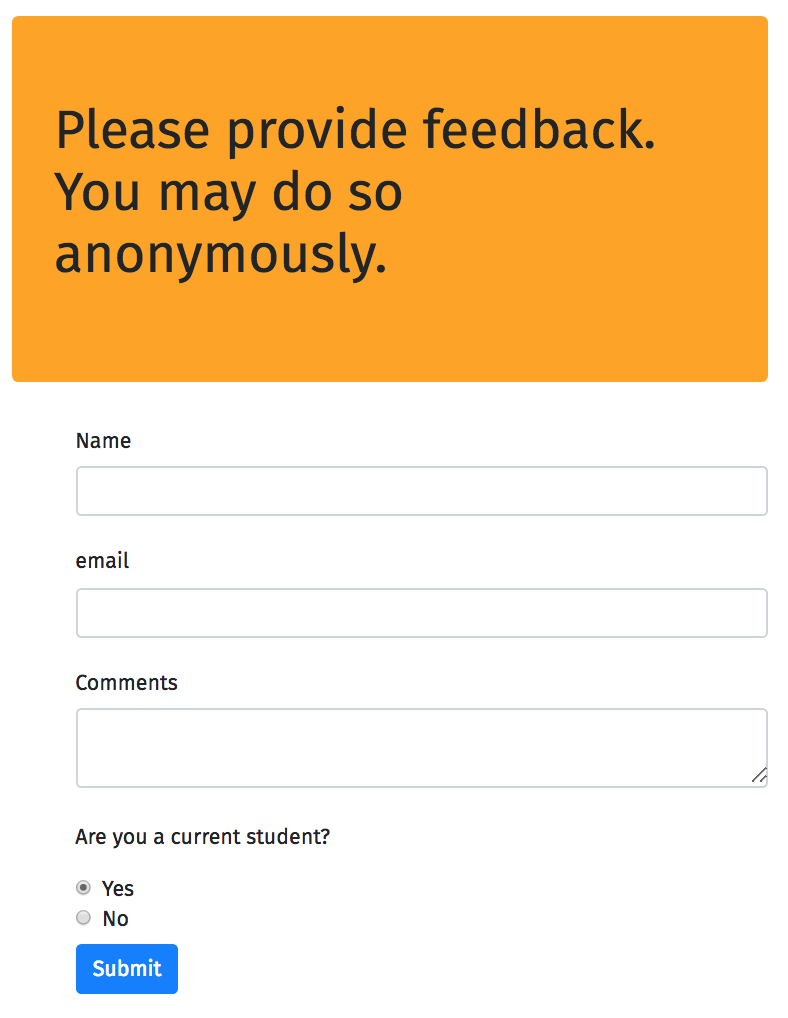 Please provide feedback.
You may do so
anonymously.
Name
email
Comments
Are you a current student?
Yes
No
Submit